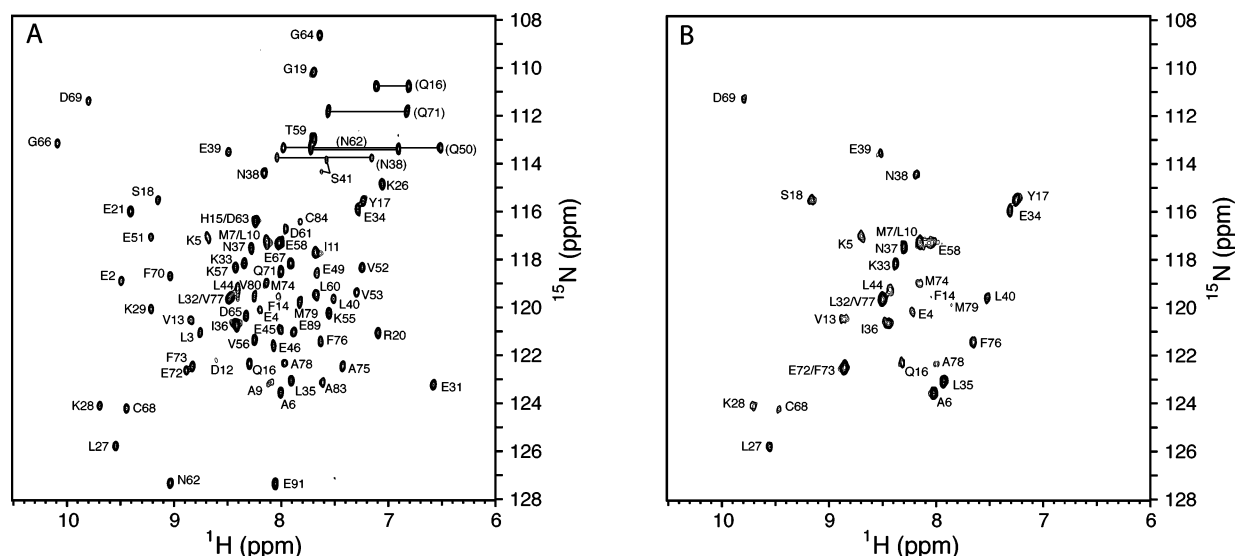 A
G64
G19
(Q16)
D69
(Q71)
T59
G66
(N62)
(Q50)
E39
(N38)
N38
S41
K26
S18
Y17
E21
E34
H15/D63
C84
D61
E51
K5
M7/L10
E58
I11
N37
E67
K33
K57
Q71
E49
V52
E2
F70
L44
V80
M74
L60
V53
K29
L32/V77
F14
L40
D65
E4
M79
K55
V13
I36
E45
E89
L3
R20
V56
E46
F76
F73
E72
D12
Q16
A78
A75
A9
L35
A83
E31
A6
K28
C68
L27
N62
E91
108
110
112
114
116
118
120
122
124
126
128
15N (ppm)
10
9
8
7
6
1H (ppm)
B
D69
E39
N38
S18
Y17
E34
K5
M7/L10
N37
E58
K33
L44
M74
L32/V77
F14
L40
E4
M79
V13
I36
F76
E72/F73
Q16
A78
L35
A6
K28
C68
L27
108
110
112
114
116
118
120
122
124
126
128
15N (ppm)
10
9
8
7
6
1H (ppm)